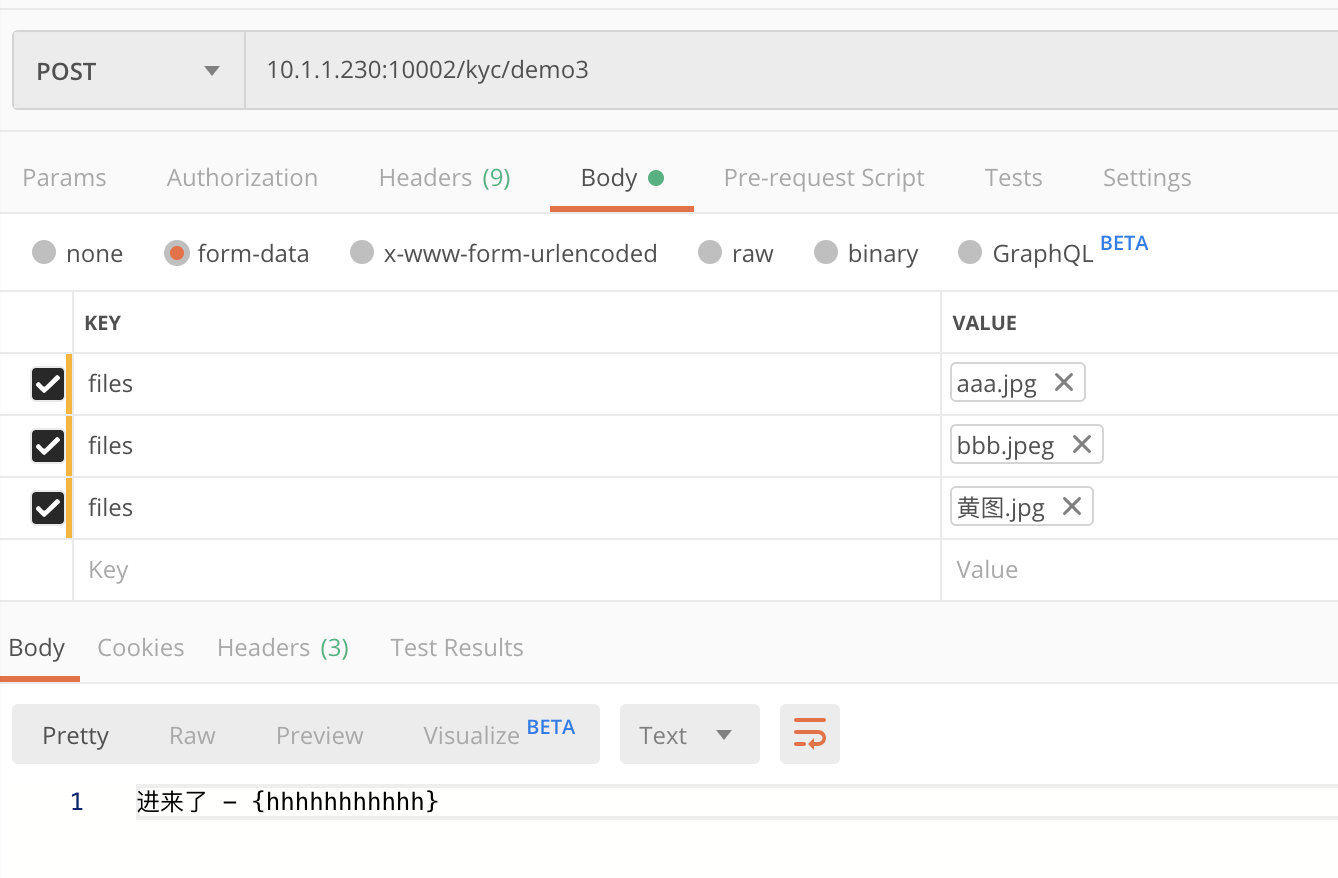 POST 10.1.1.230:10002/kyc/demo3
Params Authorization Headers (9) Body Pre-request Script Tests Settings
none form-data x-www-form-urlencoded raw binary GraphQL BETA
KEY VALUE
files aaa.jpg
files bbb.jpeg
files 黄图.jpg
Key Value
Body Cookies Headers (3) Test Results
Pretty Raw Preview Visualize BETA Text
1 进来了 – {hhhhhhhhhhh}